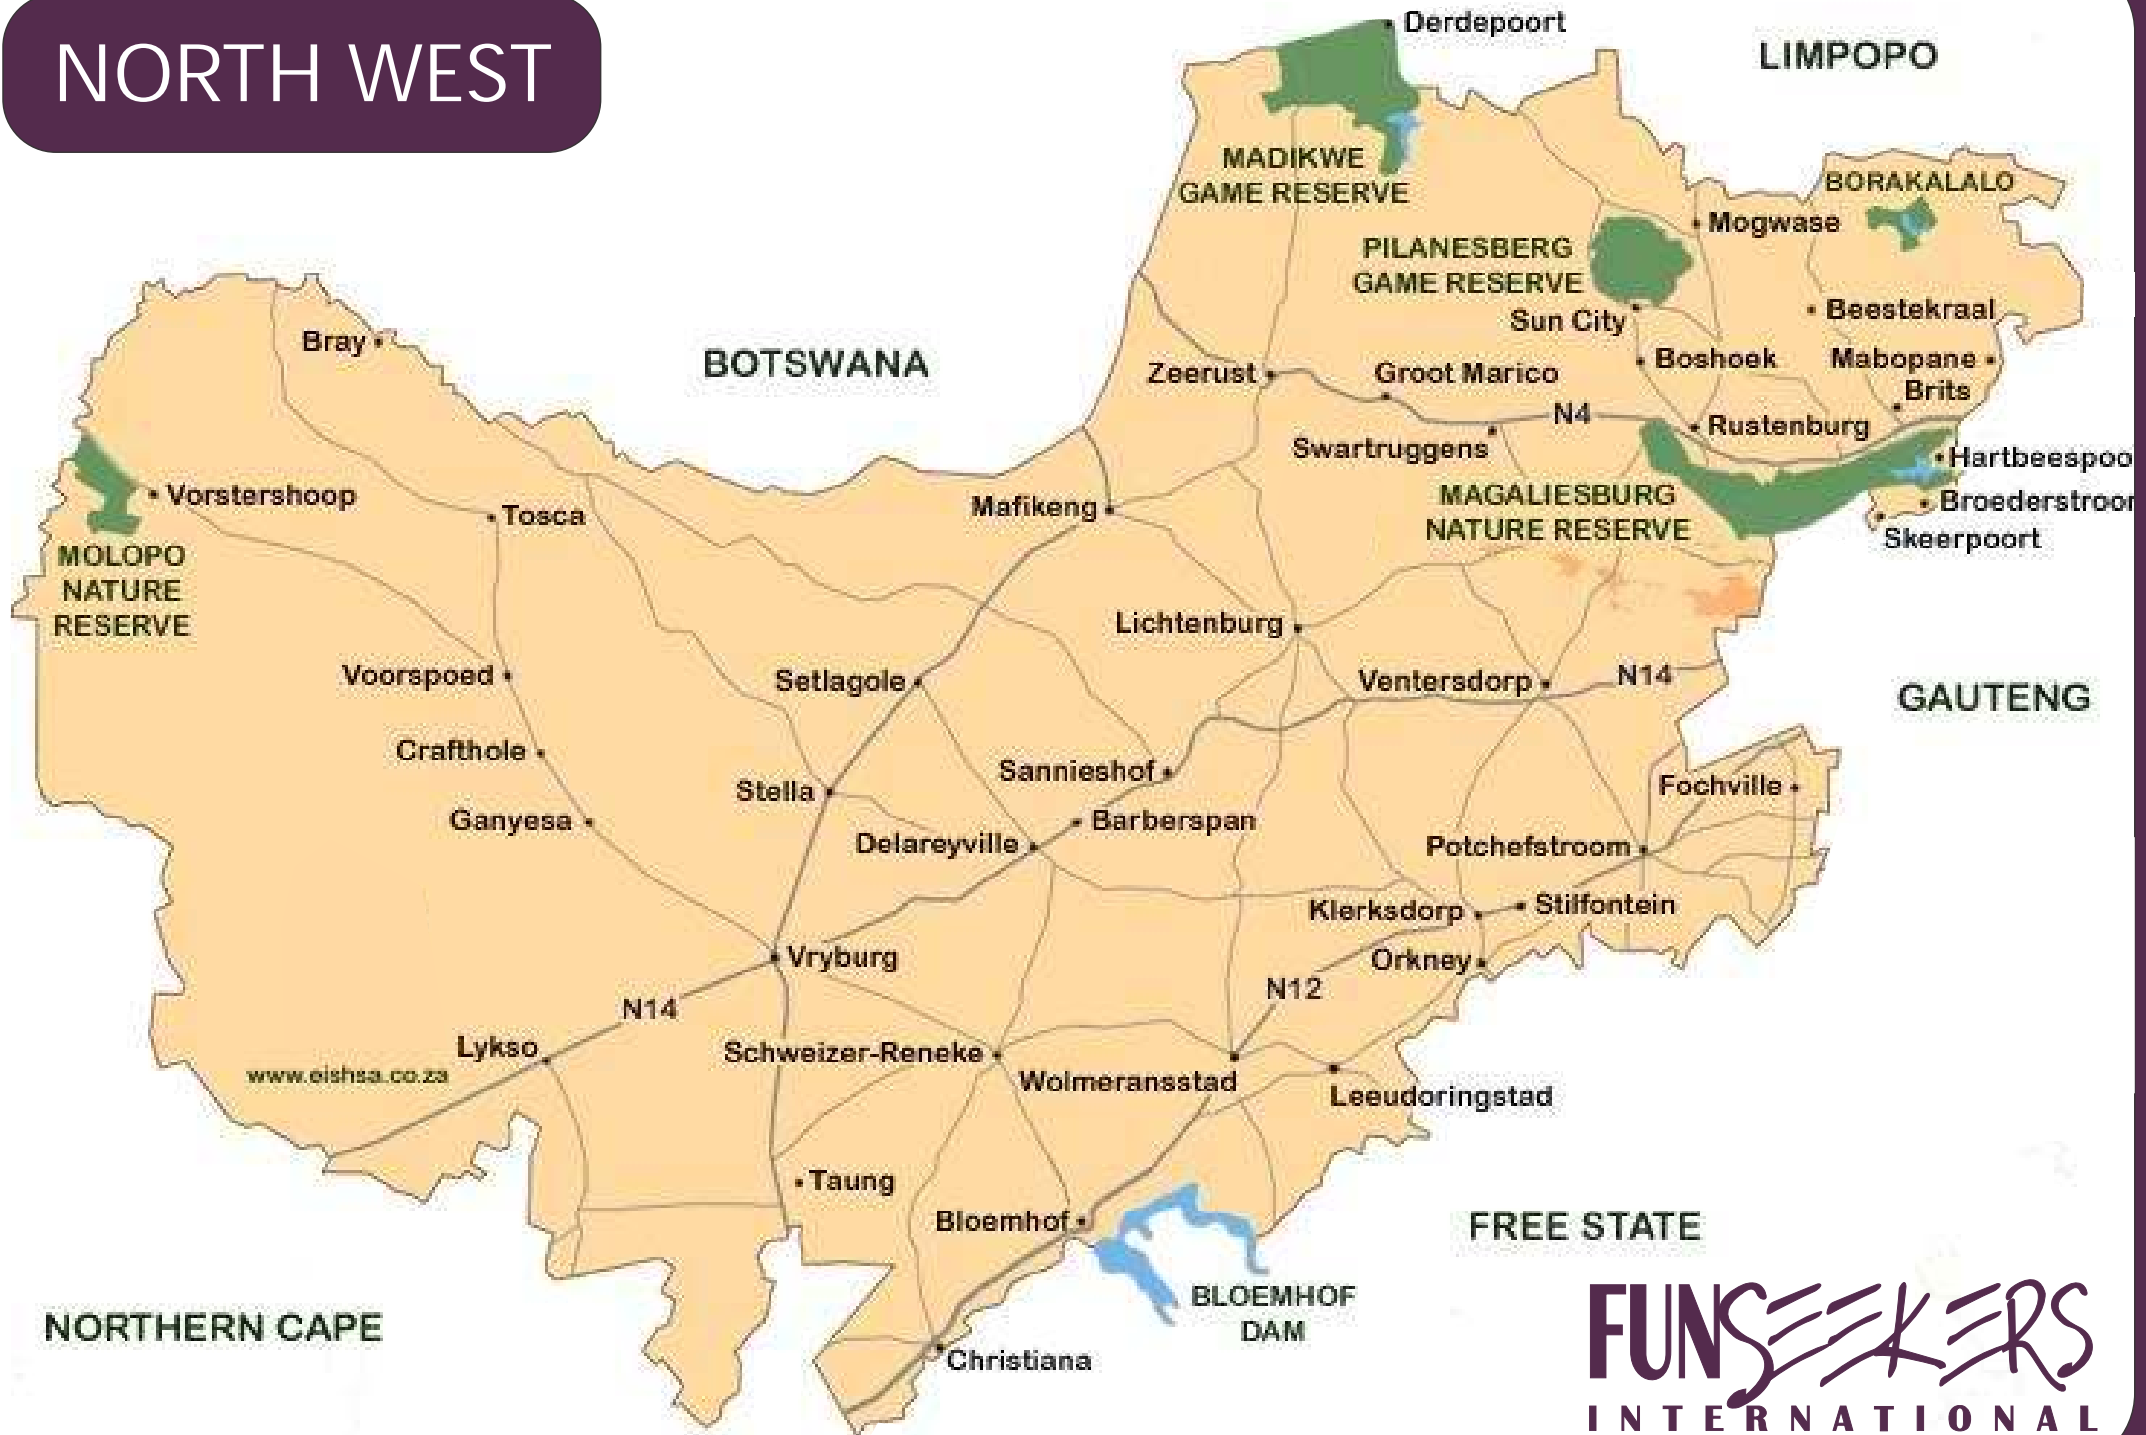 NORTH WEST
Derdepoort
LIMPOPO
MADIKWE
GAME RESERVE
BORAKALALO
Mogwase
PILANESBERG
GAME RESERVE
Sun City
Beestekraal
Bray
BOTSWANA
Zeerust
Groot Marico
Boshoek
Mabopane
Brits
N4
Rustenburg
Swartruggens
Hartbeespoo
Vorstershoop
Tosca
Mafikeng
MAGALIESBURG
NATURE RESERVE
Broederstroor
Skeerpoort
MOLOPO
NATURE
RESERVE
Lichtenburg
Voorspoed
Setlagole
Ventersdorp
N14
GAUTENG
Crafthole
Sannieshof
Stella
Fochville
Ganyesa
Barberspan
Delareyville
Potchefstroom
Klerksdorp
Stilfontein
Vryburg
Orkney
N12
N14
Lykso
Schweizer-Reneke
www.eishsa.co.za
Wolmeransstad
Leeudoringstad
Taung
Bloemhof
FREE STATE
BLOEMHOF
DAM
NORTHERN CAPE
Christiana
FUNSEEKERS
INTERNATIONAL